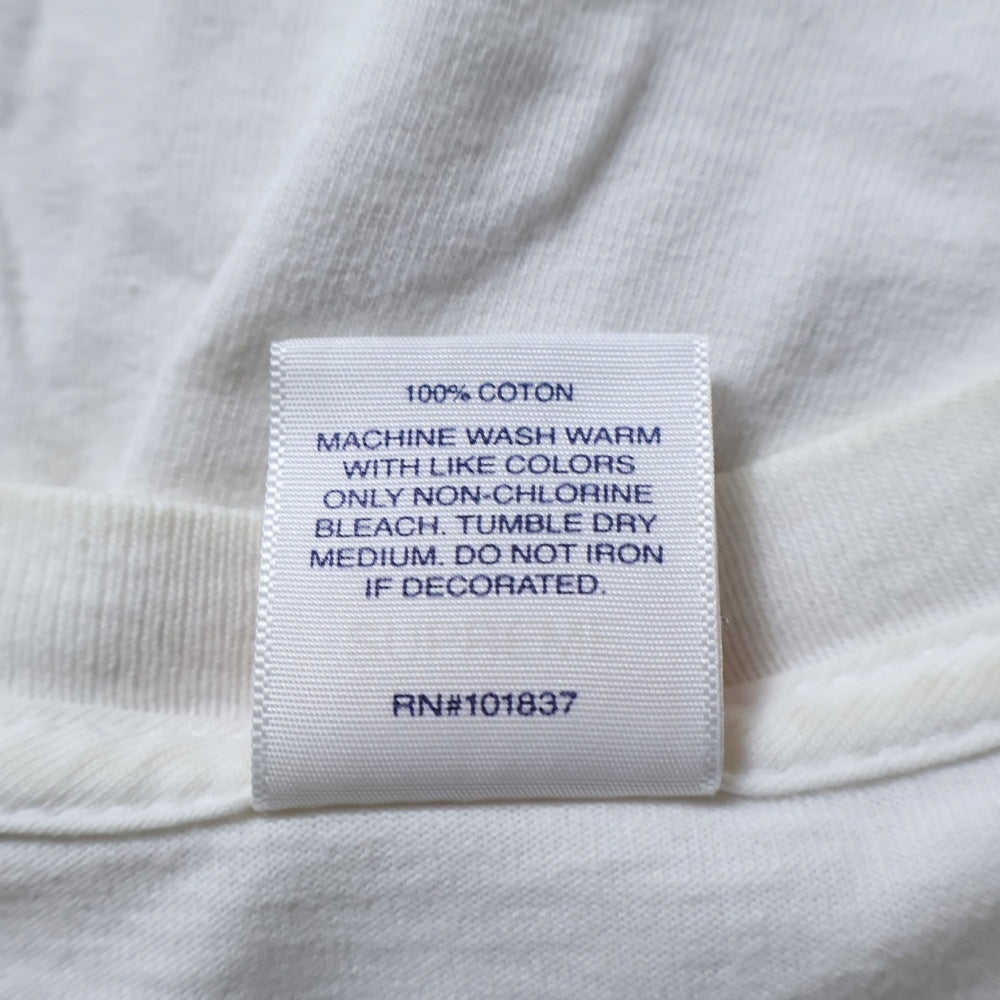 100% COTON
MACHINE WASH WARM
WITH LIKE COLORS
ONLY NON-CHLORINE
BLEACH. TUMBLE DRY
MEDIUM. DO NOT IRON
IF DECORATED.
RN#101837